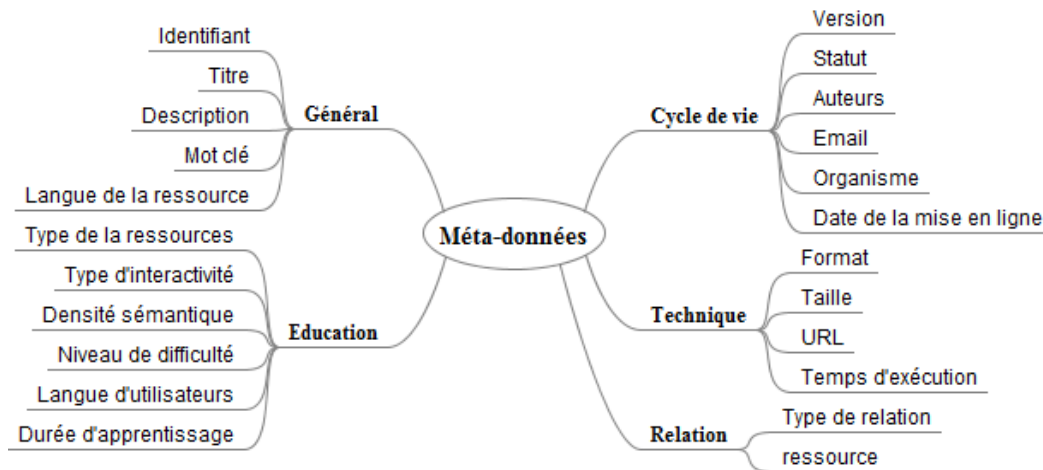 Identifiant
Titre
Description
Mot clé
Langue de la ressource
Général
Type de la ressources
Type d'interactivité
Densité sémantique
Niveau de difficulté
Langue d'utilisateurs
Durée d'apprentissage
Education
Méta-données
Version
Statut
Auteurs
Email
Organisme
Date de la mise en ligne
Cycle de vie
Format
Taille
URL
Temps d'exécution
Technique
Type de relation
ressource
Relation